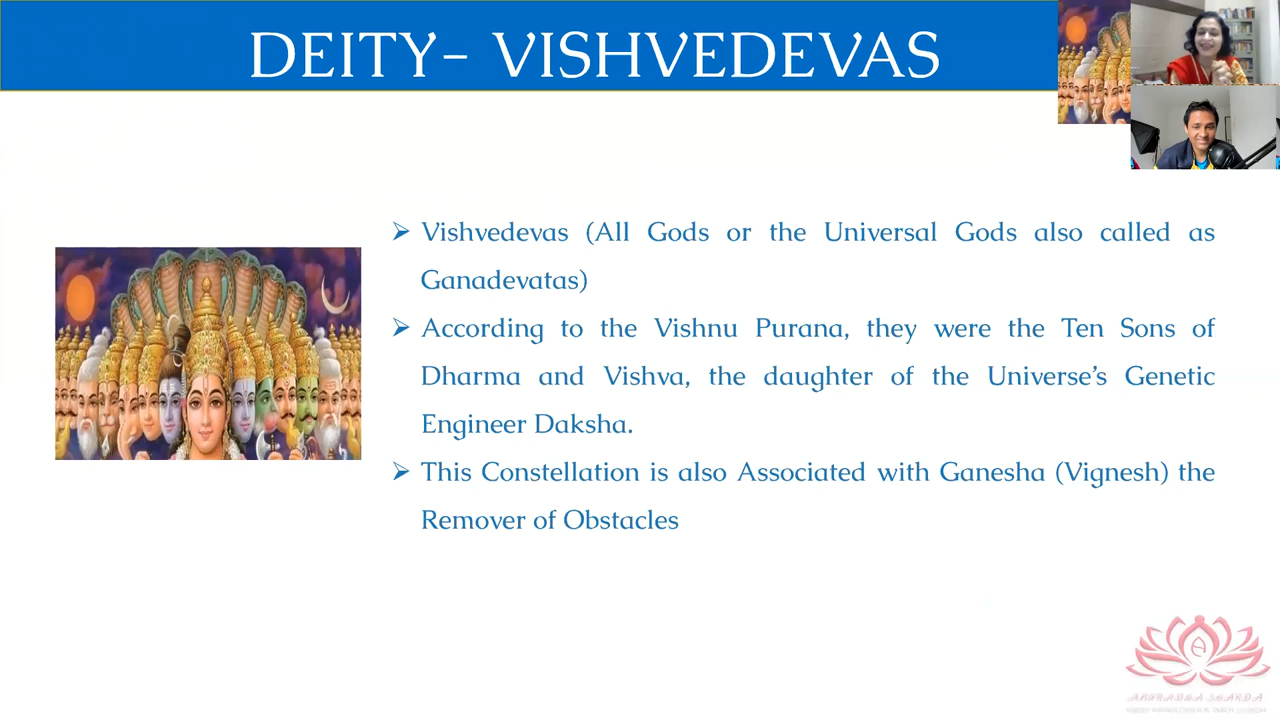 DEITY- VISHVEDEVAS
➢ Vishvedevas (All Gods or the Universal Gods also called as
Ganadevatas)
➢ According to the Vishnu Purana, they were the Ten Sons of
Dharma and Vishva, the daughter of the Universe’s Genetic
Engineer Daksha.
➢ This Constellation is also Associated with Ganesha (Vignesh) the
Remover of Obstacles
ANURADHA SHARDA